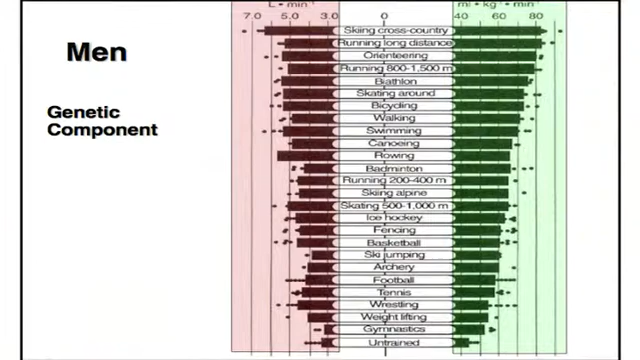 L • min⁻ ml • kg⁻ • min⁻
7.0 5.0 3.0 0 40 60 80
Men
Genetic
Component
Skiing cross-country
Running long distance
Orienteering
Running 800-1,500 m
Biathlon
Skating around
Bicycling
Walking
Swimming
Canoeing
Rowing
Badminton
Running 200-400 m
Skiing alpine
Skating 500-1,000 m
Ice hockey
Fencing
Basketball
Ski jumping
Archery
Football
Tennis
Wrestling
Weight lifting
Gymnastics
Untrained